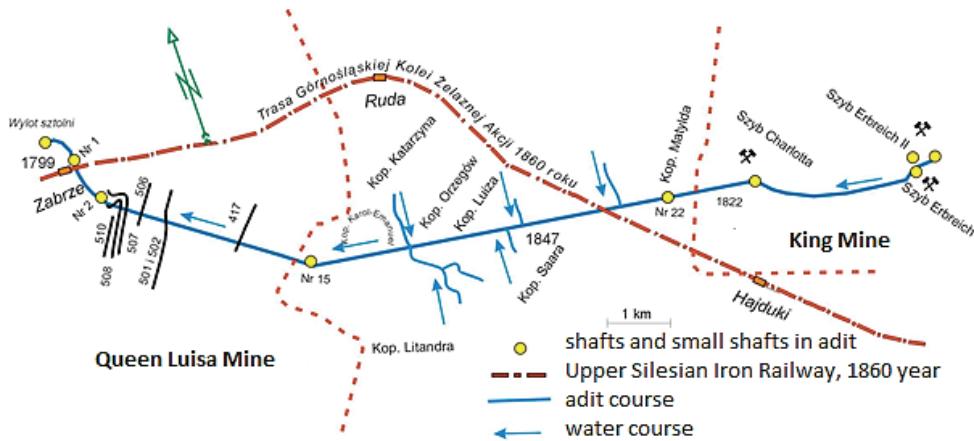 Trasa Górnośląskiej Kolei Żelaznej Akcji 1860 roku
Ruda
Wylot sztolni
Nr 1
1799
Zabrze
Nr 2
510
508
507
506
501 i 502
417
Nr 15
Kop. Karol-Emanuel
Kop. Katarzyna
Kop. Orzegów
Kop. Luiza
1847
Kop. Saara
Kop. Litandra
Kop. Matylda
Nr 22
Szyb Charlotta
1822
Szyb Erbreich II
Szyb Erbreich
King Mine
Hajduki
1 km
Queen Luisa Mine
shafts and small shafts in adit
Upper Silesian Iron Railway, 1860 year
adit course
water course